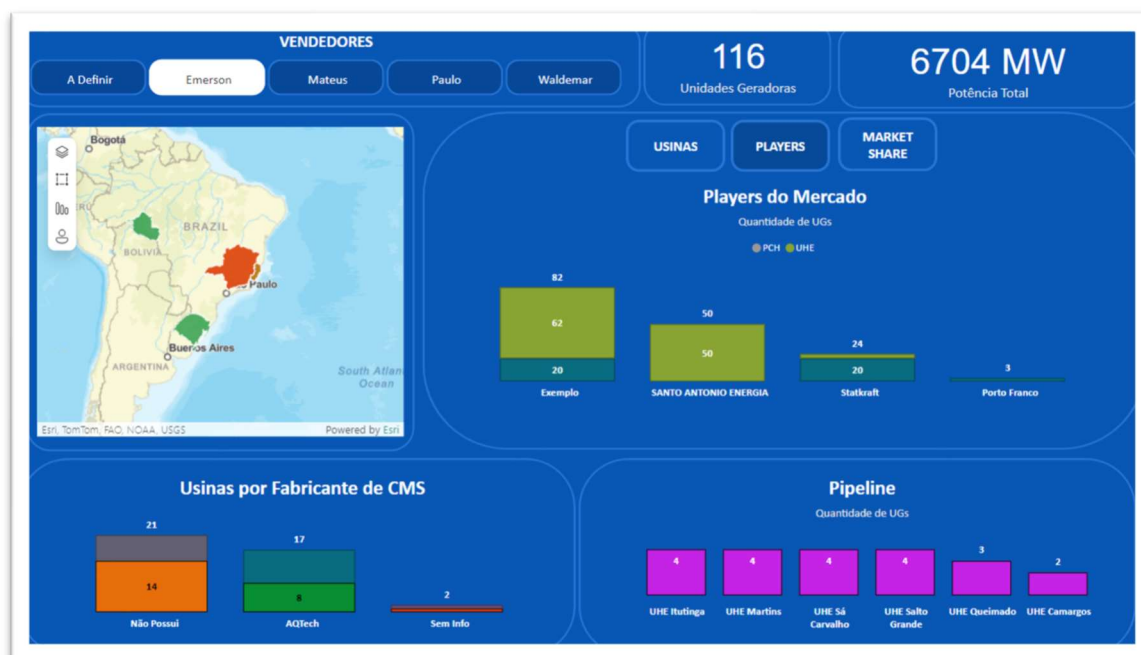 VENDEDORES
A Definir
Emerson
Mateus
Paulo
Waldemar
116
Unidades Geradoras
6704 MW
Potência Total
Bogotá
BRAZIL
BOLIVIA
Paulo
Buenos Aires
ARGENTINA
South Atlan
Ocean
Esri, TomTom, FAO, NOAA, USGS
Powered by Esri
USINAS
PLAYERS
MARKET
SHARE
Players do Mercado
Quantidade de UGs
PCH
UHE
82
62
20
Exemplo
50
50
SANTO ANTONIO ENERGIA
24
20
Statkraft
3
Porto Franco
Usinas por Fabricante de CMS
21
14
Não Possui
17
8
AQTech
2
Sem Info
Pipeline
Quantidade de UGs
4
UHE Itutinga
4
UHE Martins
4
UHE Sá
Carvalho
4
UHE Salto
Grande
3
UHE Queimado
2
UHE Camargos